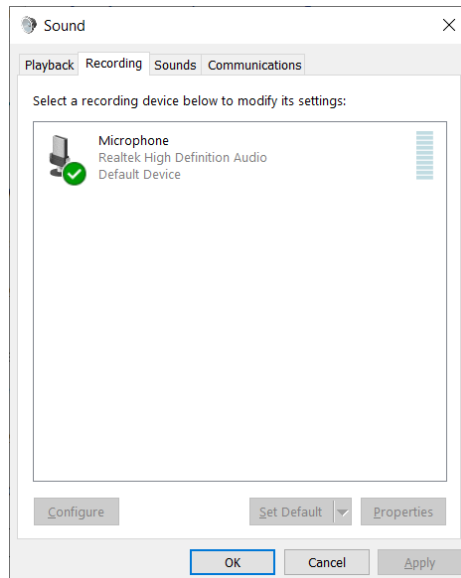 Sound
Playback Recording Sounds Communications
Select a recording device below to modify its settings:
Microphone
Realtek High Definition Audio
Default Device
Configure Set Default Properties
OK Cancel Apply